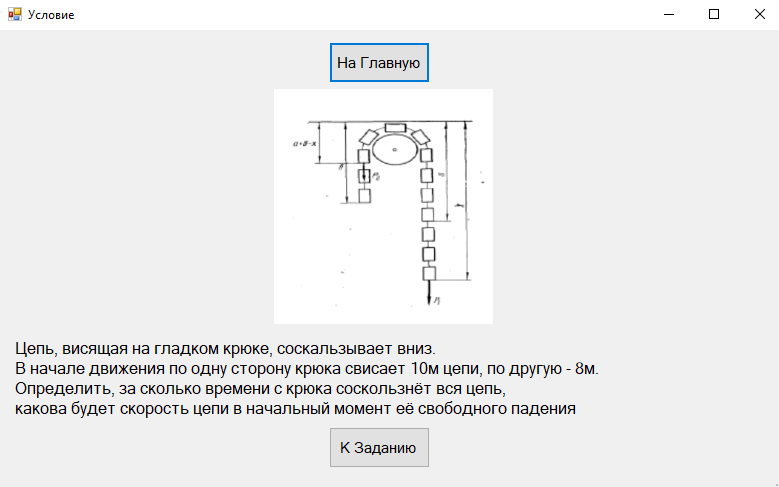 Условие
На Главную
a+б-x
Цепь, висящая на гладком крюке, соскальзывает вниз.
В начале движения по одну сторону крюка свисает 10м цепи, по другую - 8м.
Определить, за сколько времени с крюка соскользнёт вся цепь,
какова будет скорость цепи в начальный момент её свободного падения
К Заданию